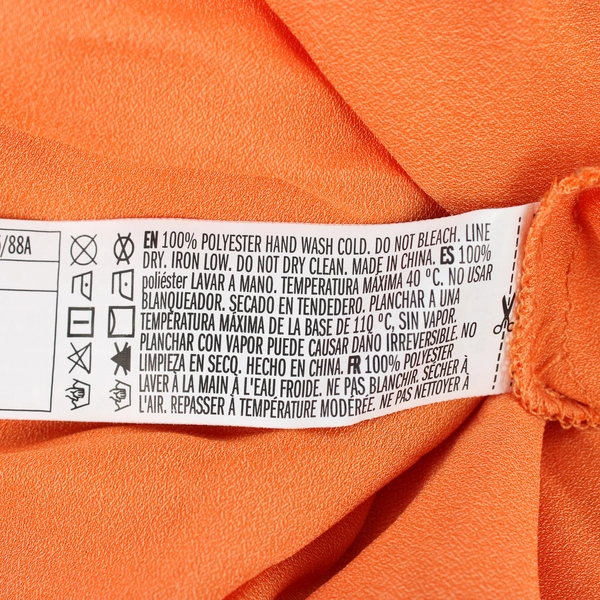 /88A
EN 100% POLYESTER HAND WASH COLD. DO NOT BLEACH. LINE
DRY. IRON LOW. DO NOT DRY CLEAN. MADE IN CHINA. ES 100%
poliéster LAVAR A MANO. TEMPERATURA MÁXIMA 40 ºC. NO USAR
BLANQUEADOR. SECADO EN TENDEDERO. PLANCHAR A UNA
TEMPERATURA MÁXIMA DE LA BASE DE 110 ºC, SIN VAPOR.
PLANCHAR CON VAPOR PUEDE CAUSAR DAÑO IRREVERSIBLE. NO
LIMPIEZA EN SECO. HECHO EN CHINA. FR 100% POLYESTER
LAVER À LA MAIN À L'EAU FROIDE. NE PAS BLANCHIR. SÉCHER À
L'AIR. REPASSER À TEMPÉRATURE MODÉRÉE. NE PAS NETTOYER À